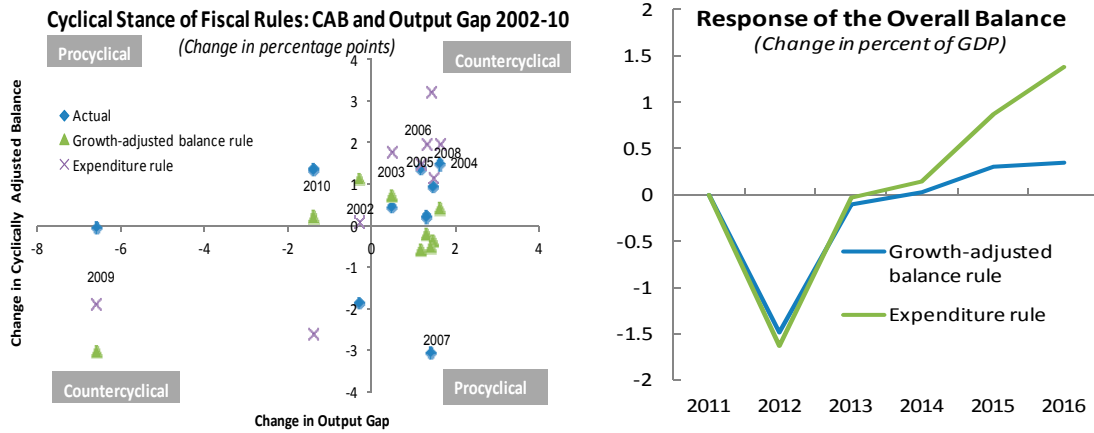 Cyclical Stance of Fiscal Rules: CAB and Output Gap 2002-10
(Change in percentage points)
Procyclical
Countercyclical
Change in Cyclically Adjusted Balance
Actual
Growth-adjusted balance rule
Expenditure rule
4
3
2
1
0
-1
-2
-3
-4
-8
-6
-4
-2
0
2
4
2006
2008
2005
2004
2003
2010
2002
2009
2007
Countercyclical
Procyclical
Change in Output Gap
Response of the Overall Balance
(Change in percent of GDP)
2
1.5
1
0.5
0
-0.5
-1
-1.5
-2
Growth-adjusted
balance rule
Expenditure rule
2011 2012 2013 2014 2015 2016